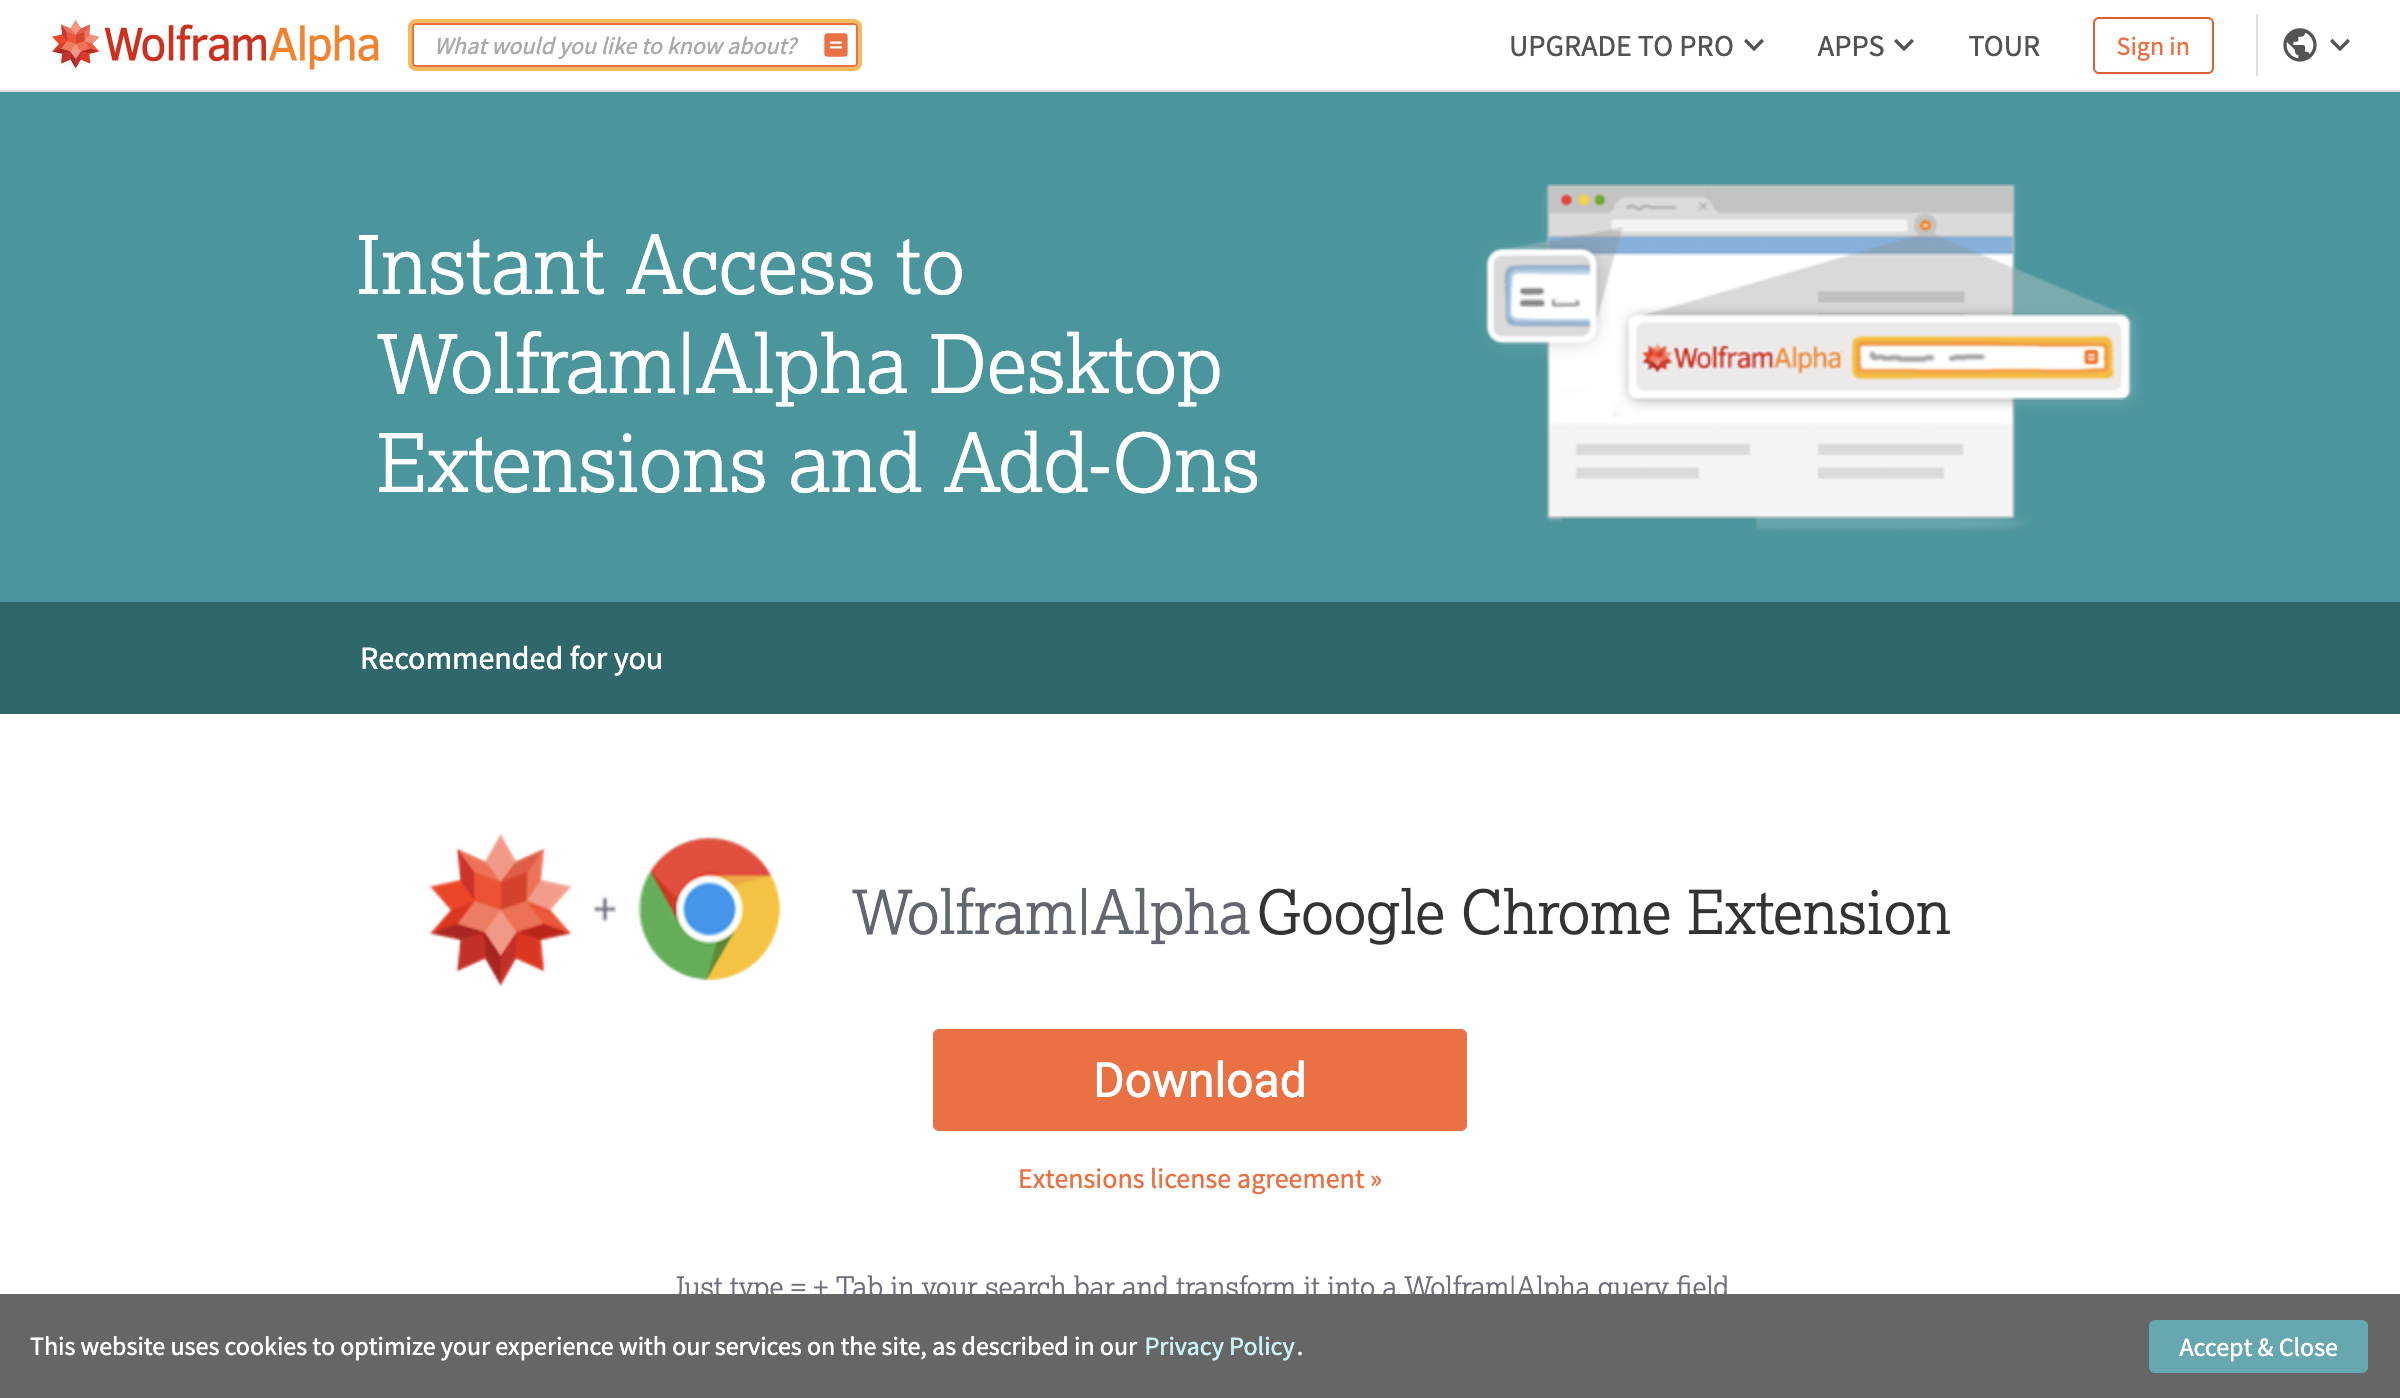 WolframAlpha
What would you like to know about?
UPGRADE TO PRO
APPS
TOUR
Sign in
Instant Access to
Wolfram|Alpha Desktop
Extensions and Add-Ons
WolframAlpha
Recommended for you
+
Wolfram|Alpha Google Chrome Extension
Download
Extensions license agreement »
Just type = + Tab in your search bar and transform it into a Wolfram|Alpha query field
This website uses cookies to optimize your experience with our services on the site, as described in our Privacy Policy.
Accept & Close